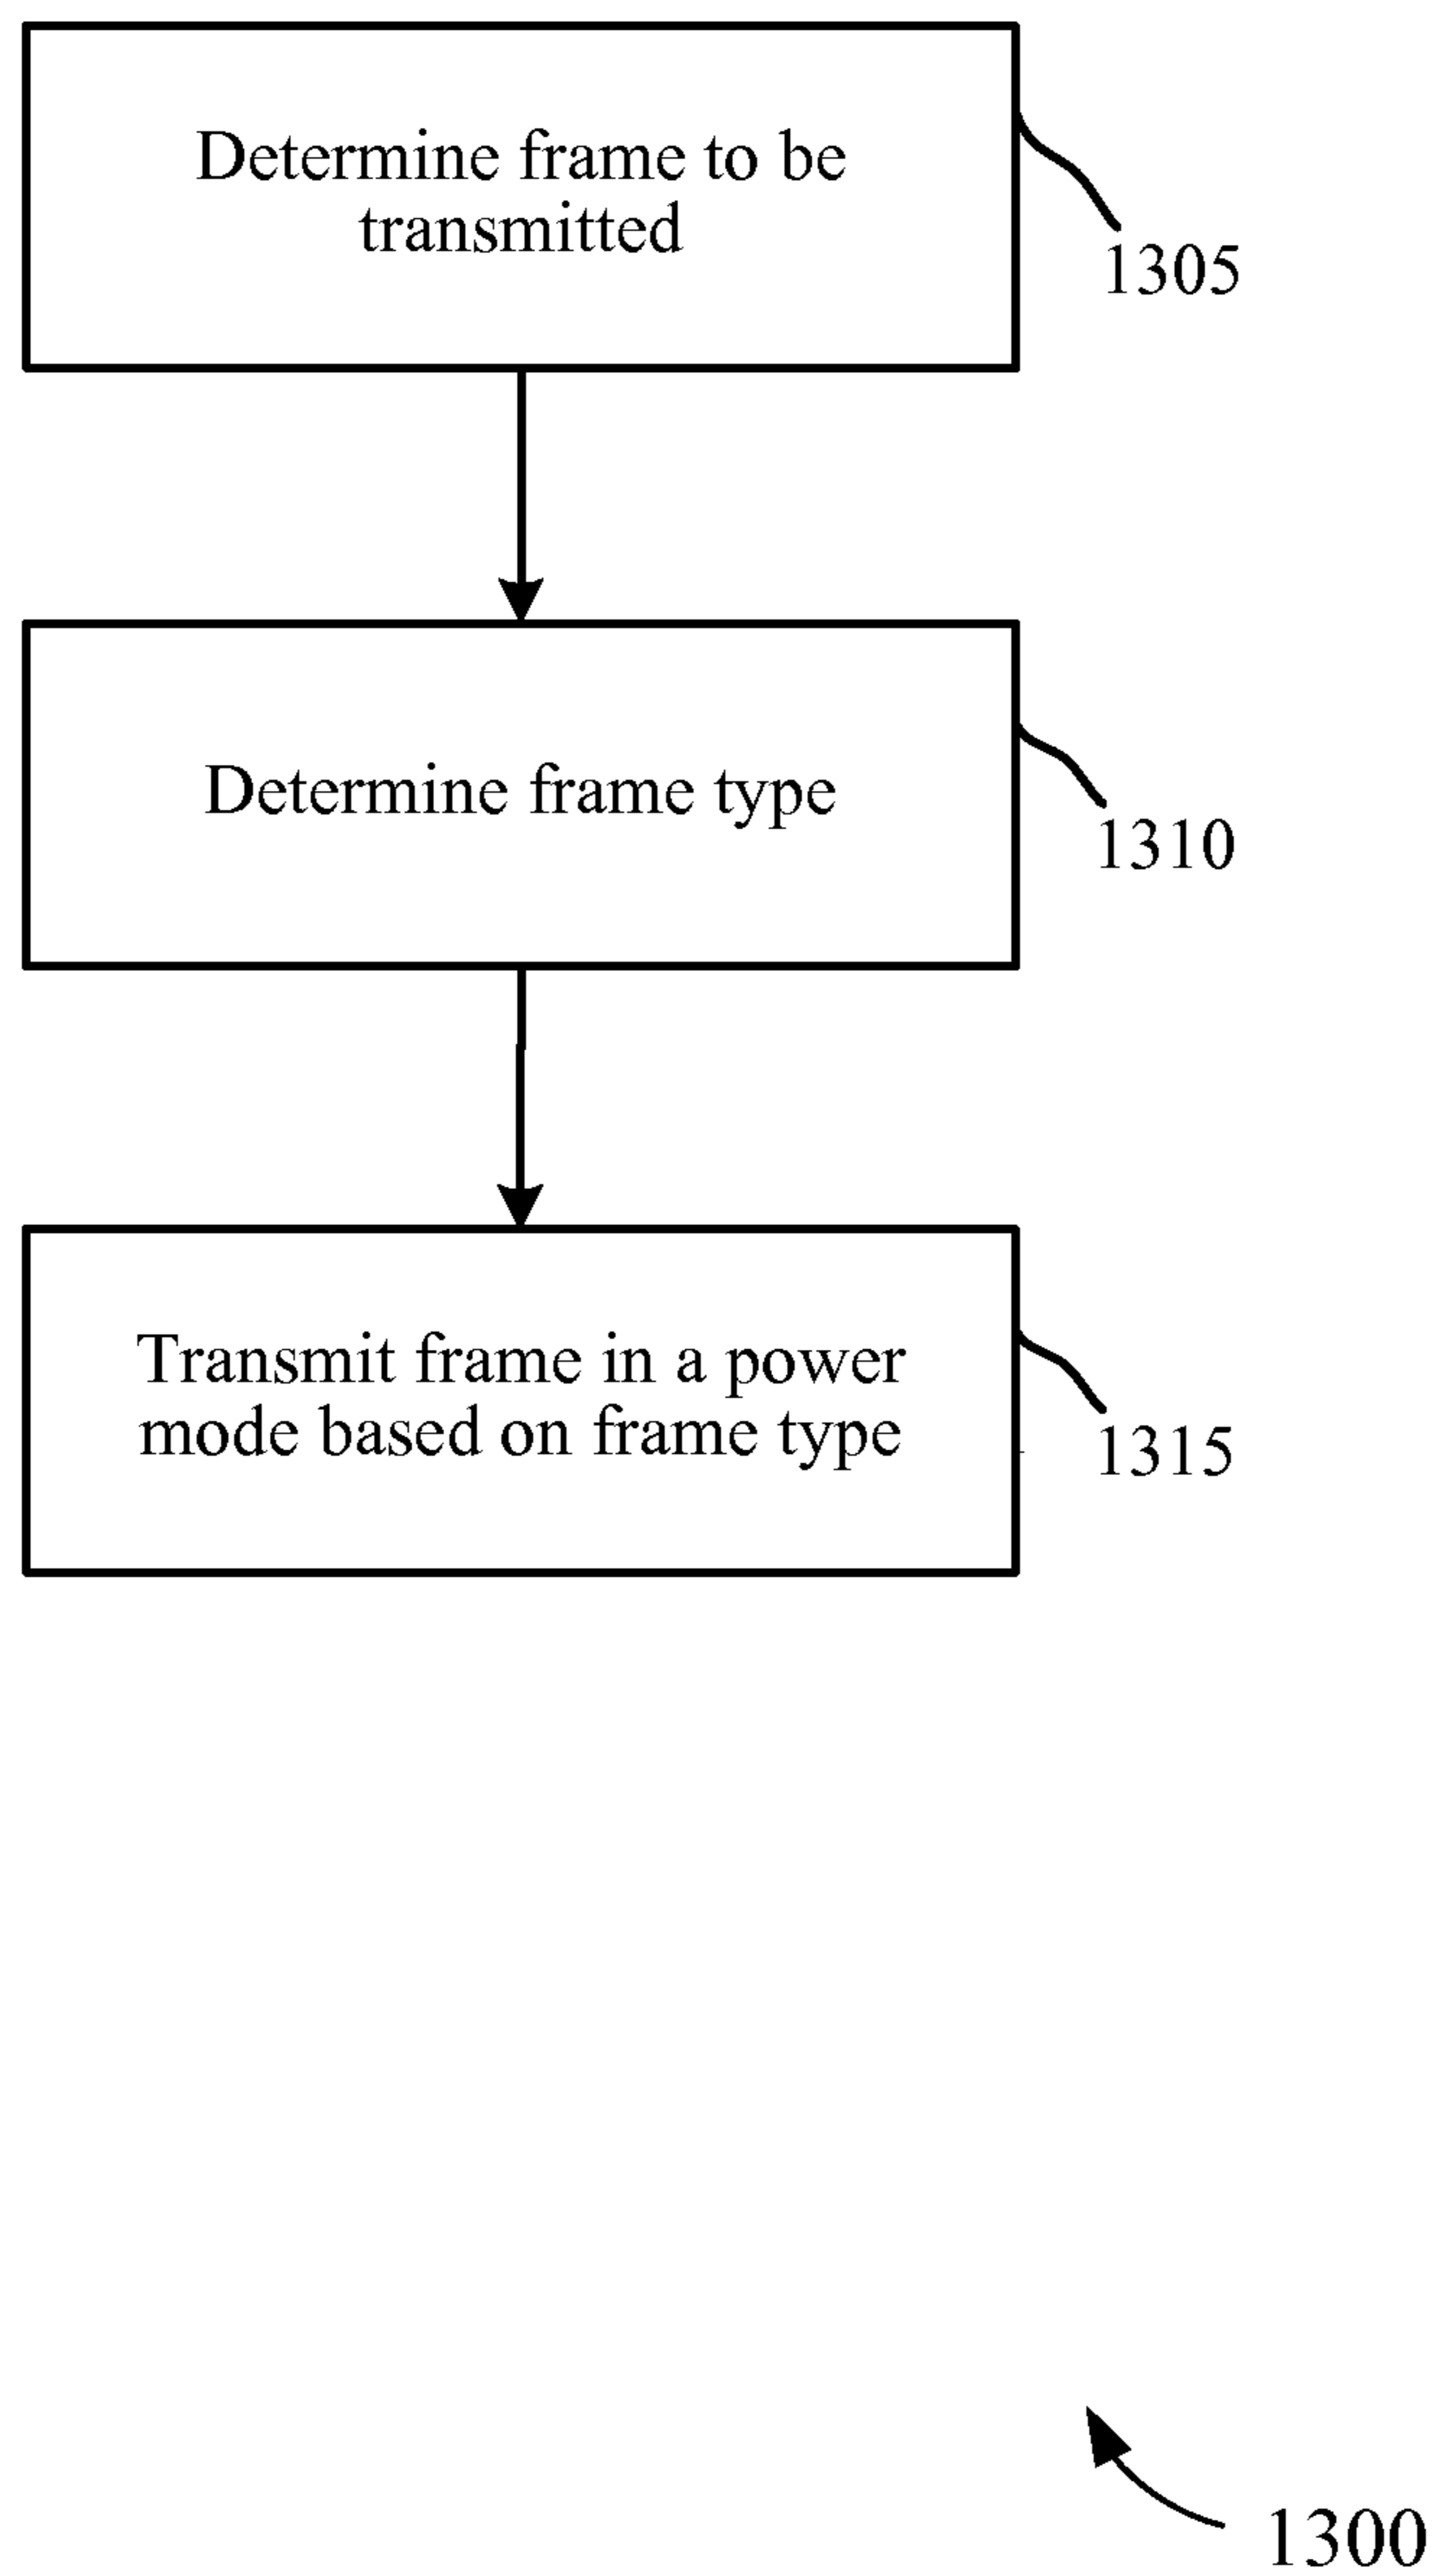 Determine frame to be
transmitted
1305
Determine frame type
1310
Transmit frame in a power
mode based on frame type
1315
1300